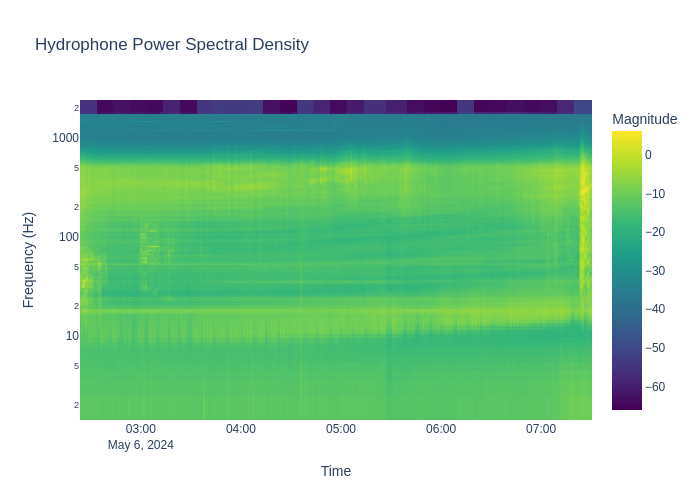 Hydrophone Power Spectral Density
Magnitude
2
1000
5
2
100
5
2
10
5
2
Frequency (Hz)
0
−10
−20
−30
−40
−50
−60
03:00 04:00 05:00 06:00 07:00
May 6, 2024
Time